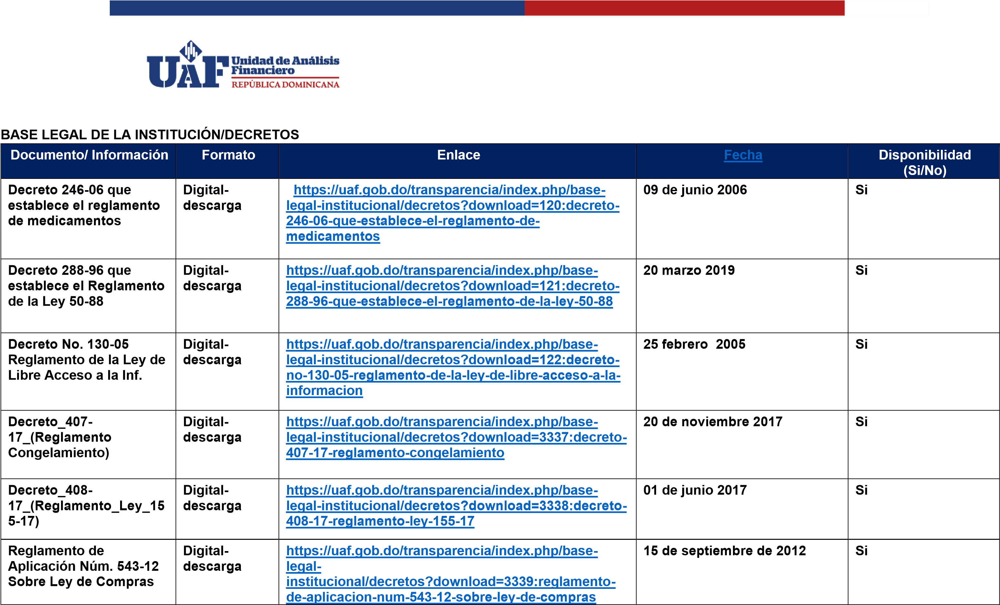 UAF Unidad de Análisis
Financiero
REPÚBLICA DOMINICANA
BASE LEGAL DE LA INSTITUCIÓN/DECRETOS
Documento/ Información Formato Enlace Fecha Disponibilidad
(Si/No)
Decreto 246-06 que
establece el reglamento
de medicamentos
Digital-
descarga
https://uaf.gob.do/transparencia/index.php/base-
legal-institucional/decretos?download=120:decreto-
246-06-que-establece-el-reglamento-de-
medicamentos
09 de junio 2006
Si
Decreto 288-96 que
establece el Reglamento
de la Ley 50-88
Digital-
descarga
https://uaf.gob.do/transparencia/index.php/base-
legal-institucional/decretos?download=121:decreto-
288-96-que-establece-el-reglamento-de-la-ley-50-88
20 marzo 2019
Si
Decreto No. 130-05
Reglamento de la Ley de
Libre Acceso a la Inf.
Digital-
descarga
https://uaf.gob.do/transparencia/index.php/base-
legal-institucional/decretos?download=122:decreto-
no-130-05-reglamento-de-la-ley-de-libre-acceso-a-la-
informacion
25 febrero  2005
Si
Decreto_407-
17_(Reglamento
Congelamiento)
Digital-
descarga
https://uaf.gob.do/transparencia/index.php/base-
legal-institucional/decretos?download=3337:decreto-
407-17-reglamento-congelamiento
20 de noviembre 2017
Si
Decreto_408-
17_(Reglamento_Ley_15
5-17)
Digital-
descarga
https://uaf.gob.do/transparencia/index.php/base-
legal-institucional/decretos?download=3338:decreto-
408-17-reglamento-ley-155-17
01 de junio 2017
Si
Reglamento de
Aplicación Núm. 543-12
Sobre Ley de Compras
Digital-
descarga
https://uaf.gob.do/transparencia/index.php/base-
legal-
institucional/decretos?download=3339:reglamento-
de-aplicacion-num-543-12-sobre-ley-de-compras
15 de septiembre de 2012
Si